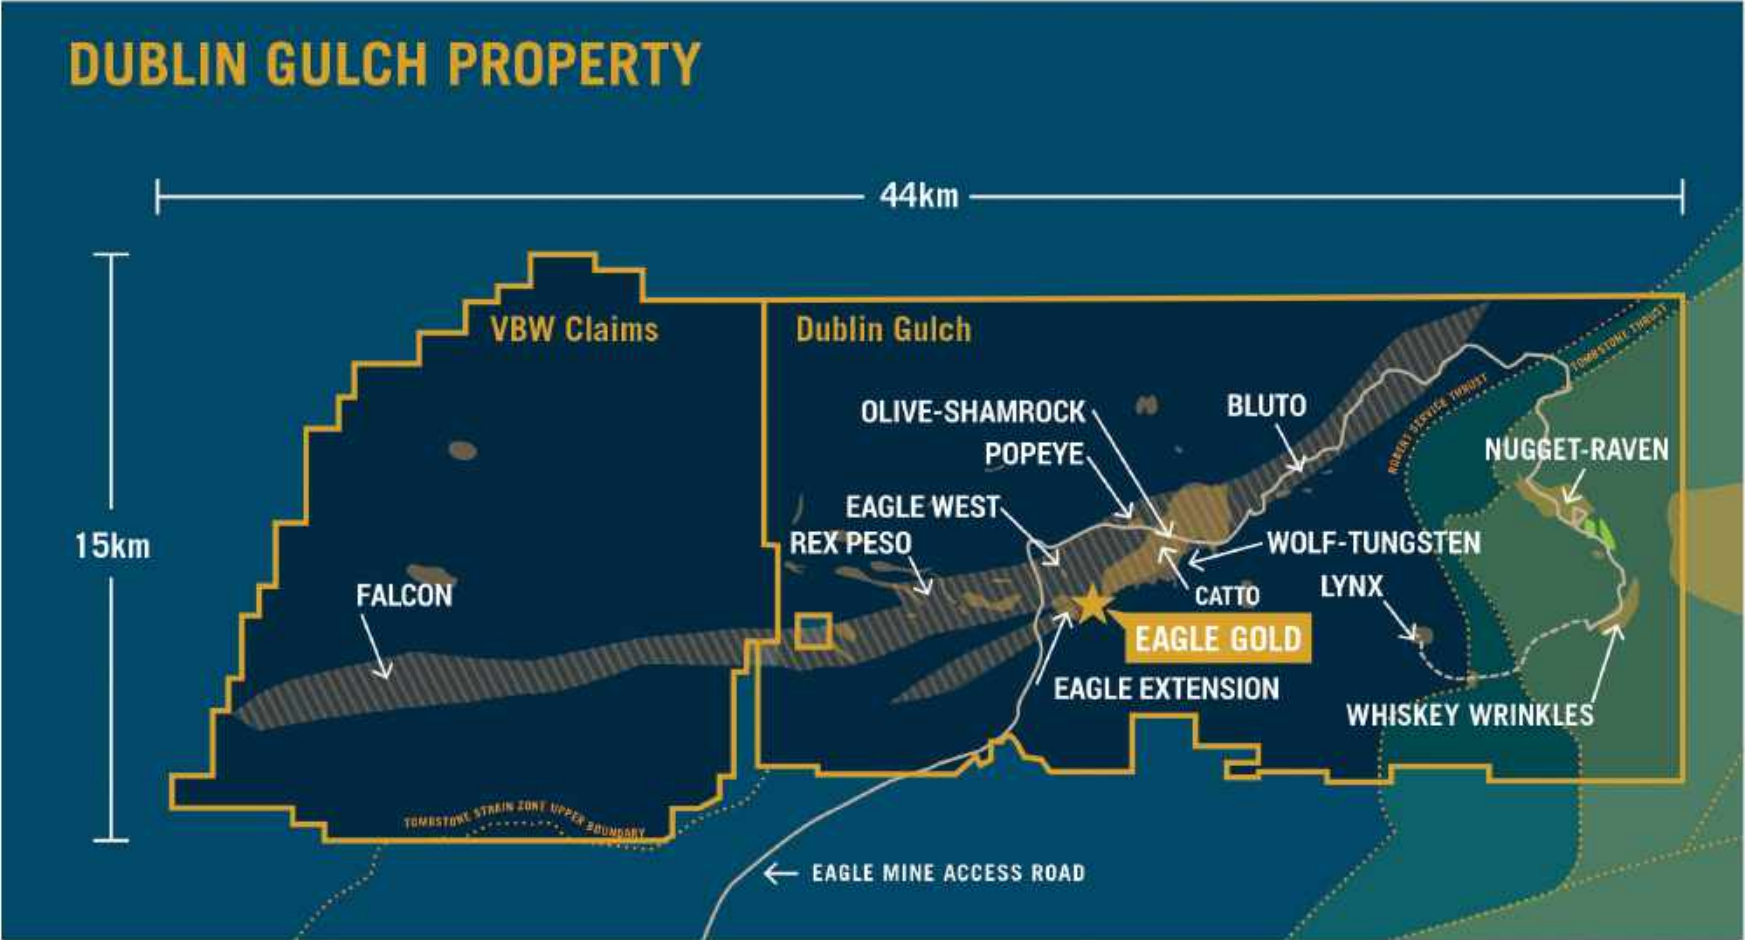 DUBLIN GULCH PROPERTY
44km
15km
VBW Claims
Dublin Gulch
TOMBSTONE THRUST
ROBERT SERVICE THRUST
OLIVE-SHAMROCK
BLUTO
POPEYE
NUGGET-RAVEN
EAGLE WEST
REX PESO
WOLF-TUNGSTEN
FALCON
CATTO
LYNX
EAGLE GOLD
EAGLE EXTENSION
WHISKEY WRINKLES
TOMBSTONE STRAIN ZONE UPPER BOUNDARY
EAGLE MINE ACCESS ROAD